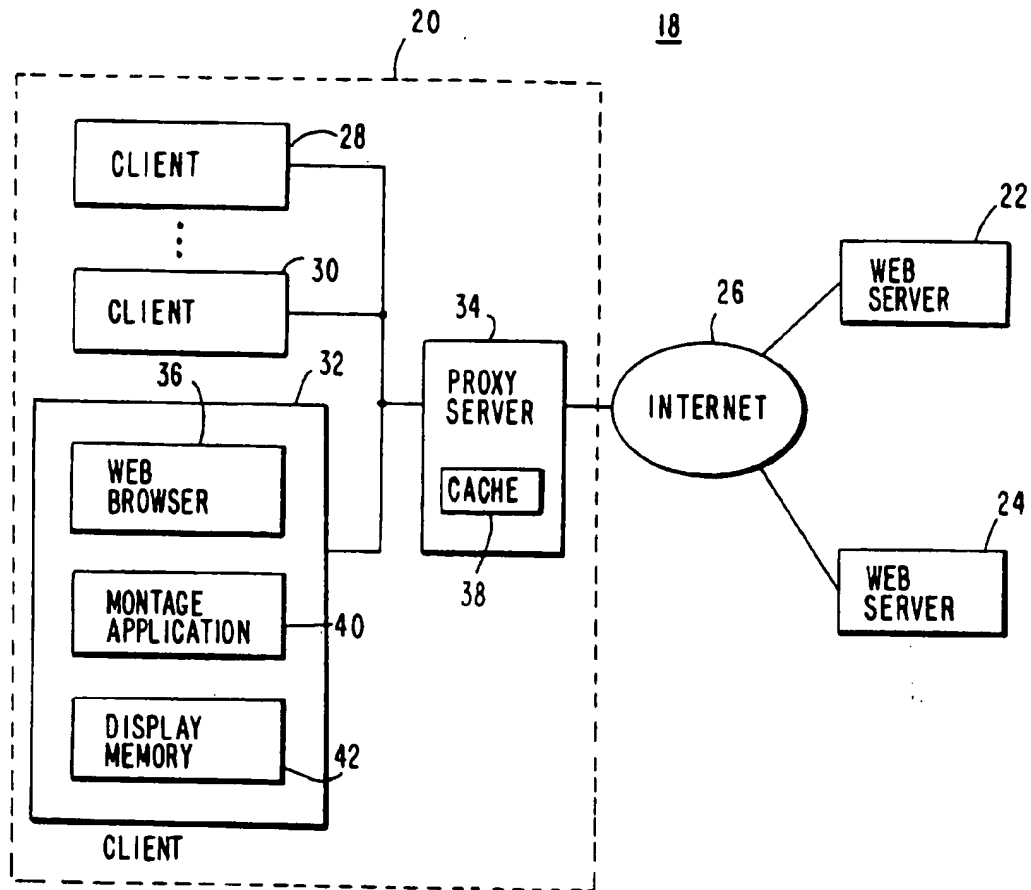 20
18
CLIENT
28
CLIENT
30
36
32
WEB
BROWSER
MONTAGE
APPLICATION
40
DISPLAY
MEMORY
42
CLIENT
34
PROXY
SERVER
CACHE
38
26
INTERNET
22
WEB
SERVER
24
WEB
SERVER